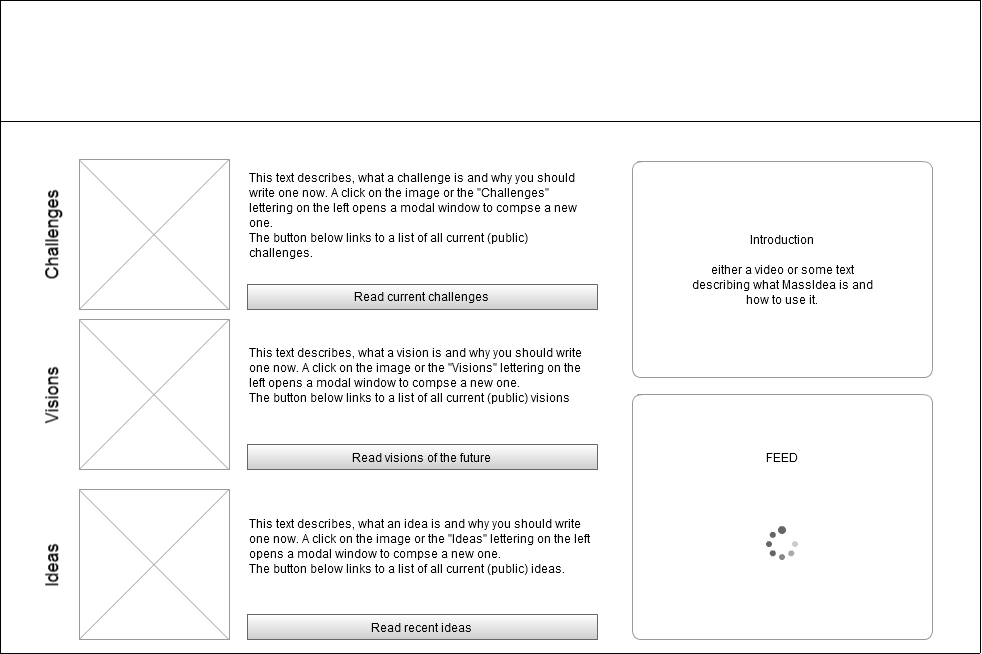 Challenges
This text describes, what a challenge is and why you should
write one now. A click on the image or the "Challengse"
lettering on the left opens a modal window to compse a new
one.
The button below links to a list of all current (public)
challenges.
Read current challenges
Visions
This text describes, what a vision is and why you should write
one now. A click on the image or the "Visions" lettering on the
left opens a modal window to compse a new one.
The button below links to a list of all current (public) visions
Read visions of the future
Ideas
This text describes, what an idea is and why you should write
one now. A click on the image or the "Ideas" lettering on the left
opens a modal window to compse a new one.
The button below links to a list of all current (public) ideas.
Read recent ideas
Introduction
either a video or some text
describing what MassIdea is and
how to use it.
FEED